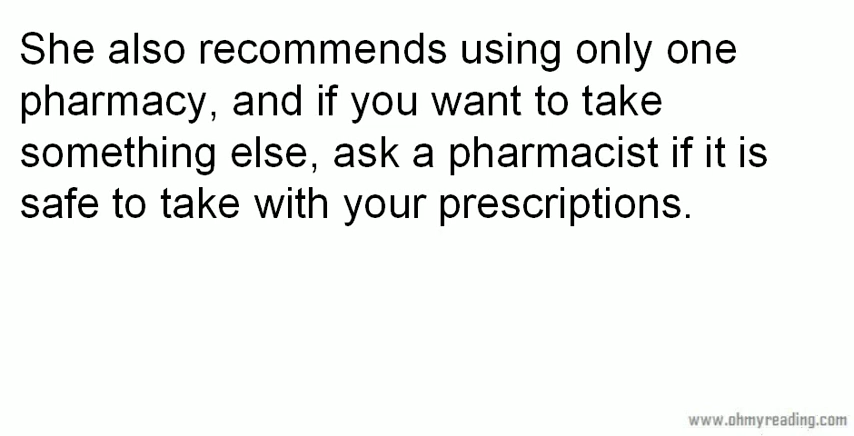 She also recommends using only one
pharmacy, and if you want to take
something else, ask a pharmacist if it is
safe to take with your prescriptions.
www.ohmyreading.com